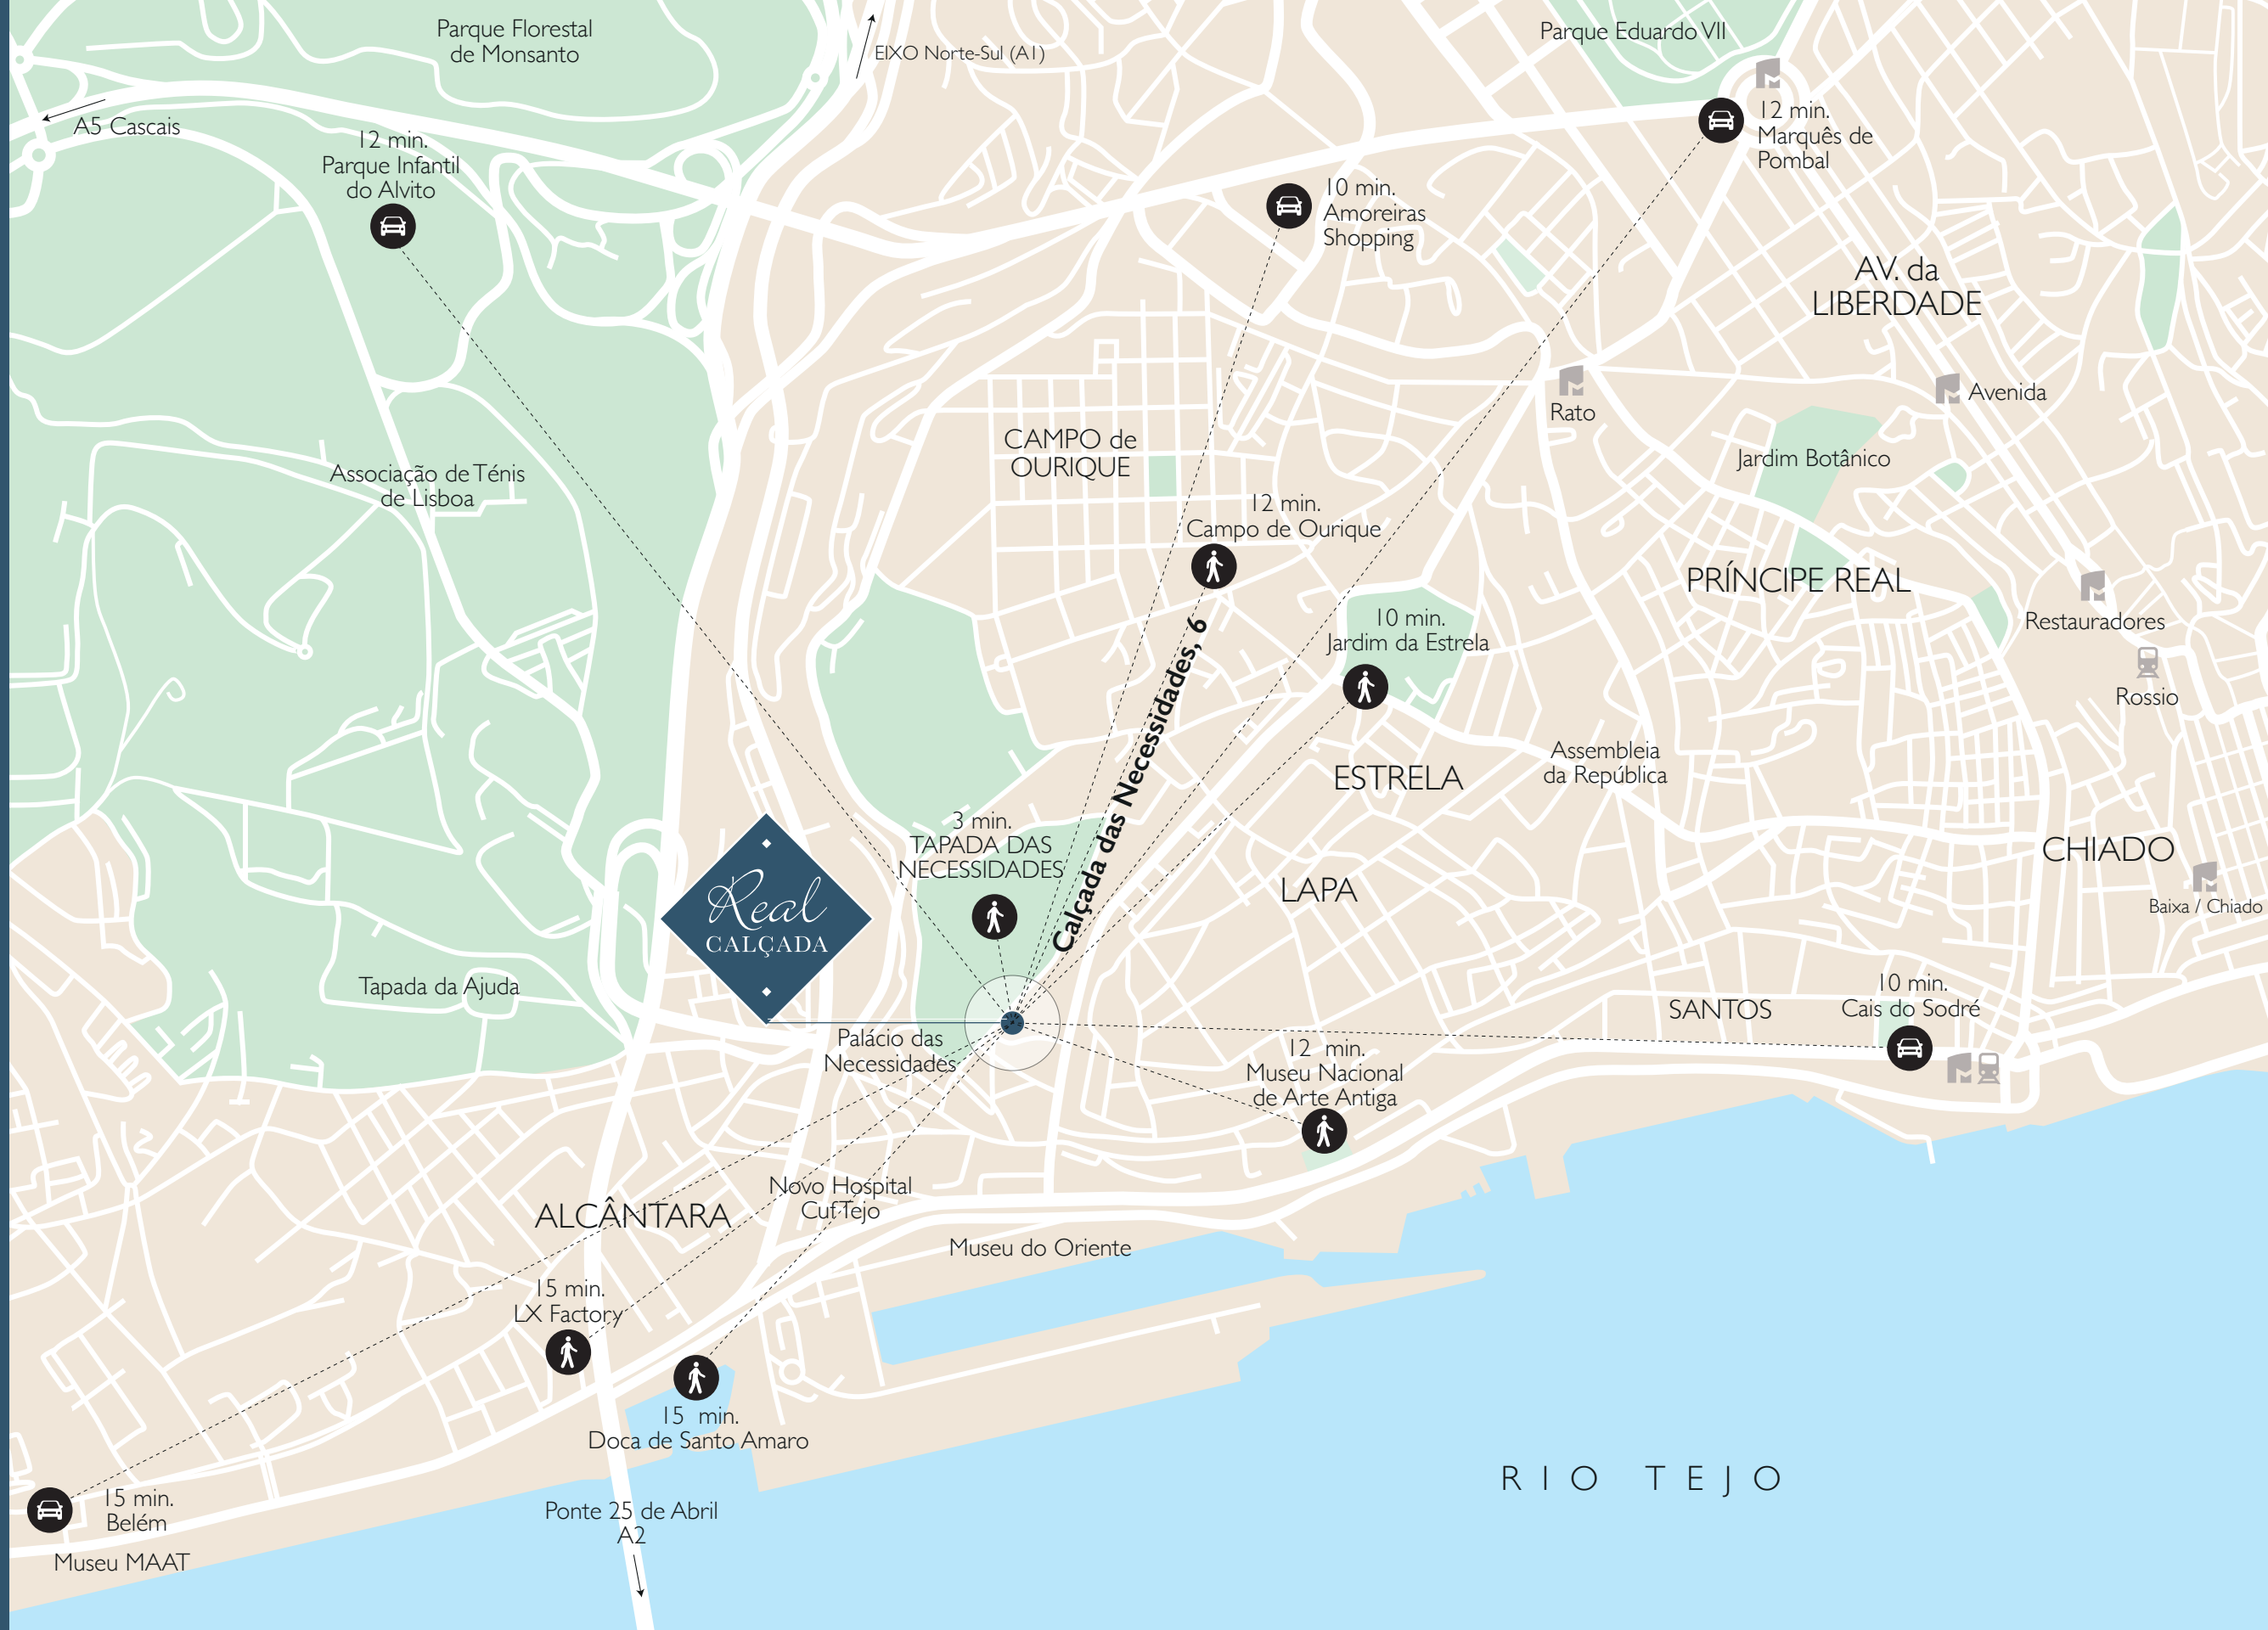 Parque Florestal
de Monsanto
EIXO Norte-Sul (A1)
Parque Eduardo VII
A5 Cascais
12 min.
Parque Infantil
do Alvito
12 min.
Marquês de
Pombal
10 min.
Amoreiras
Shopping
AV. da
LIBERDADE
Rato
Avenida
CAMPO de
OURIQUE
Jardim Botânico
Associação de Ténis
de Lisboa
12 min.
Campo de Ourique
PRÍNCIPE REAL
10 min.
Jardim da Estrela
Restauradores
Rossio
Calçada das Necessidades, 6
Assembleia
da República
ESTRELA
3 min.
TAPADA DAS
NECESSIDADES
CHIADO
LAPA
Baixa / Chiado
Real
CALÇADA
Tapada da Ajuda
10 min.
Cais do Sodré
SANTOS
Palácio das
Necessidades
12 min.
Museu Nacional
de Arte Antiga
Novo Hospital
Cuf Tejo
ALCÂNTARA
Museu do Oriente
15 min.
LX Factory
15 min.
Doca de Santo Amaro
RIO TEJO
15 min.
Belém
Ponte 25 de Abril
A2
Museu MAAT